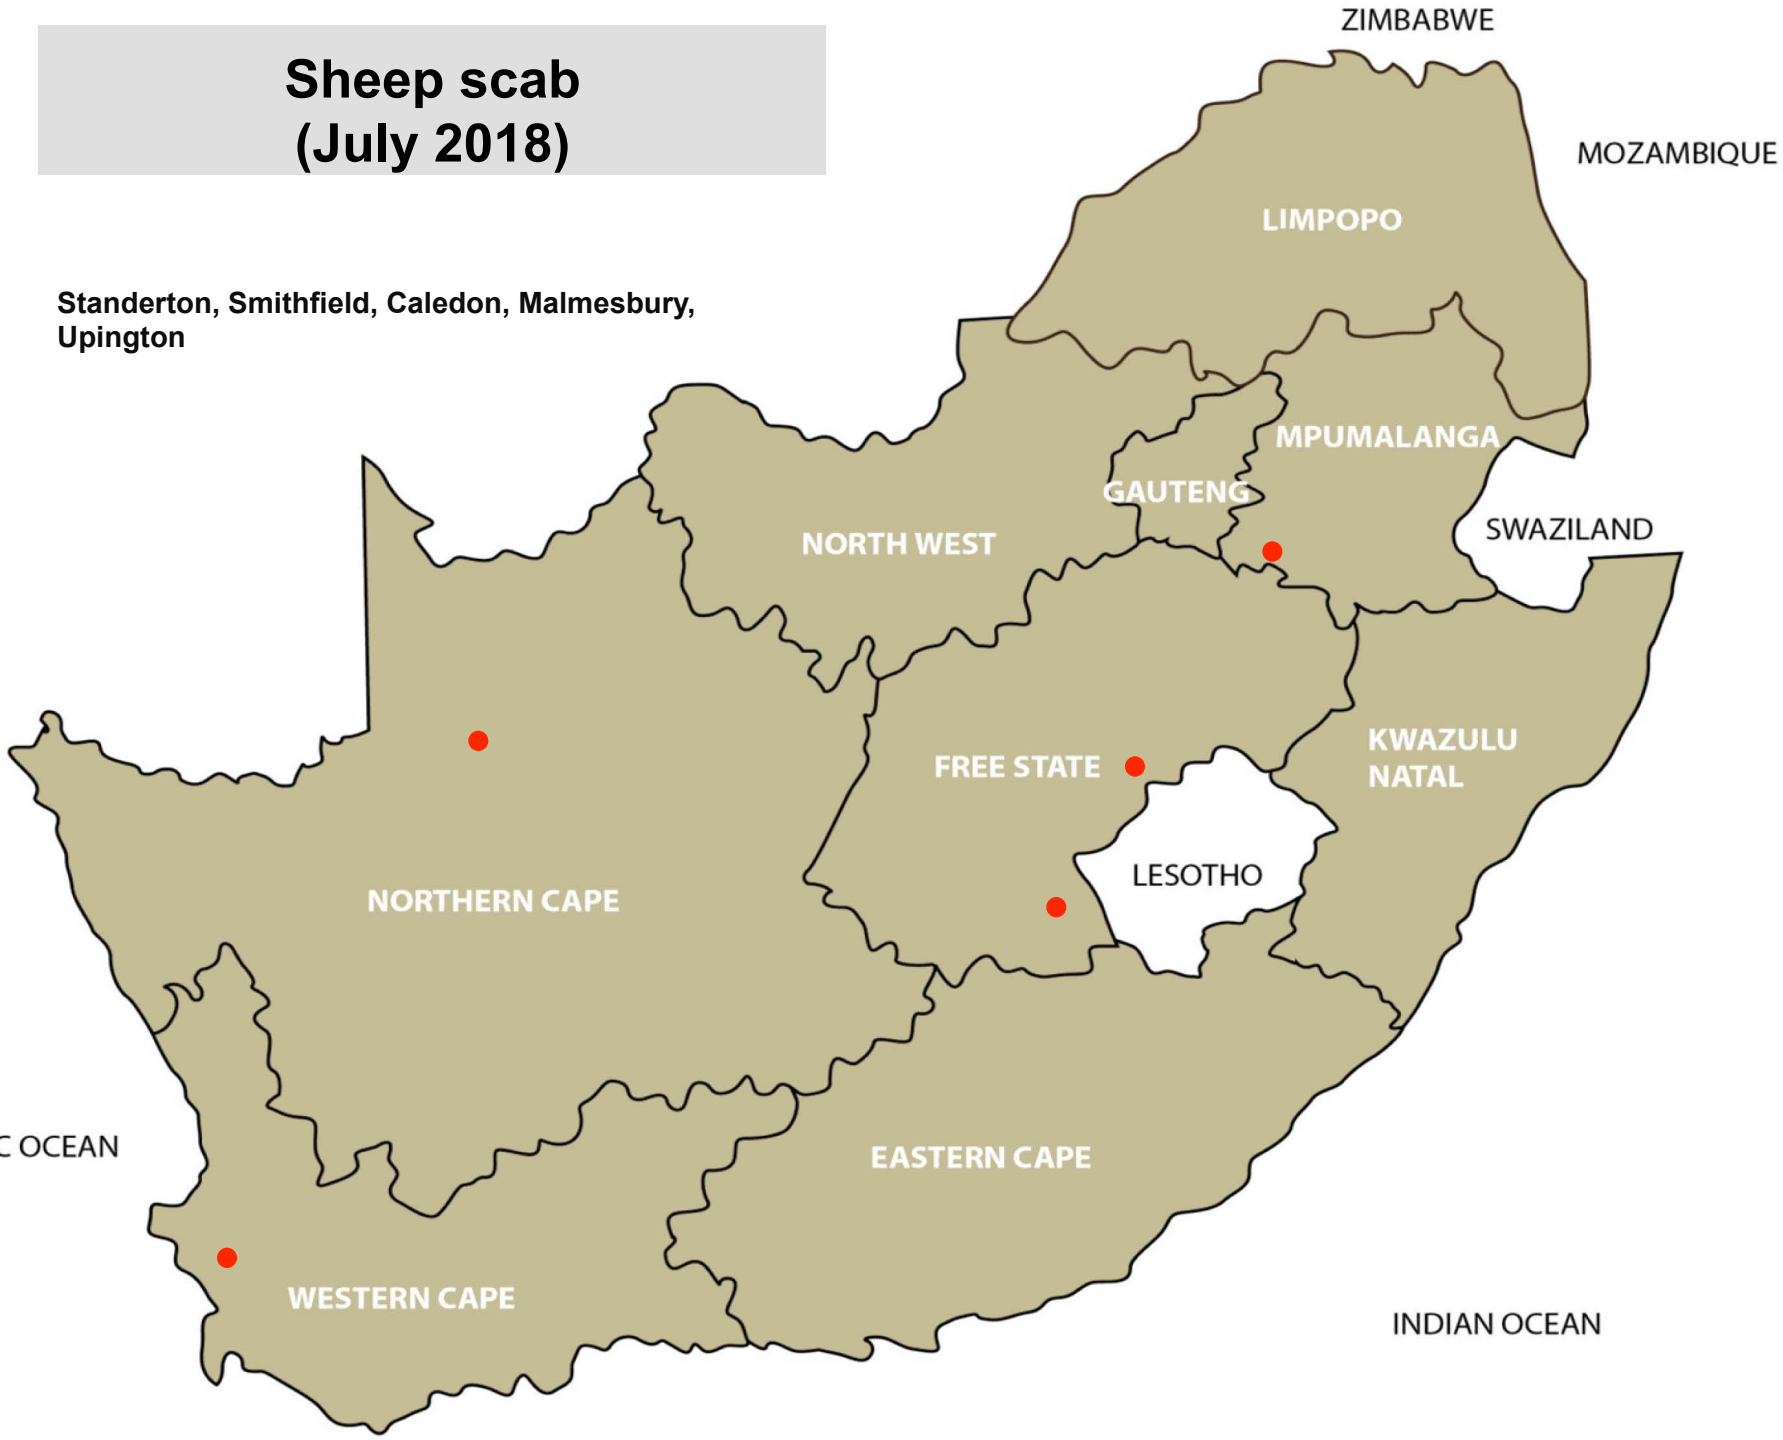 Sheep scab
(July 2018)
Standerton, Smithfield, Caledon, Malmesbury,
Upington
ZIMBABWE
MOZAMBIQUE
LIMPOPO
MPUMALANGA
GAUTENG
SWAZILAND
NORTH WEST
KWAZULU
NATAL
FREE STATE
LESOTHO
NORTHERN CAPE
C OCEAN
EASTERN CAPE
WESTERN CAPE
INDIAN OCEAN